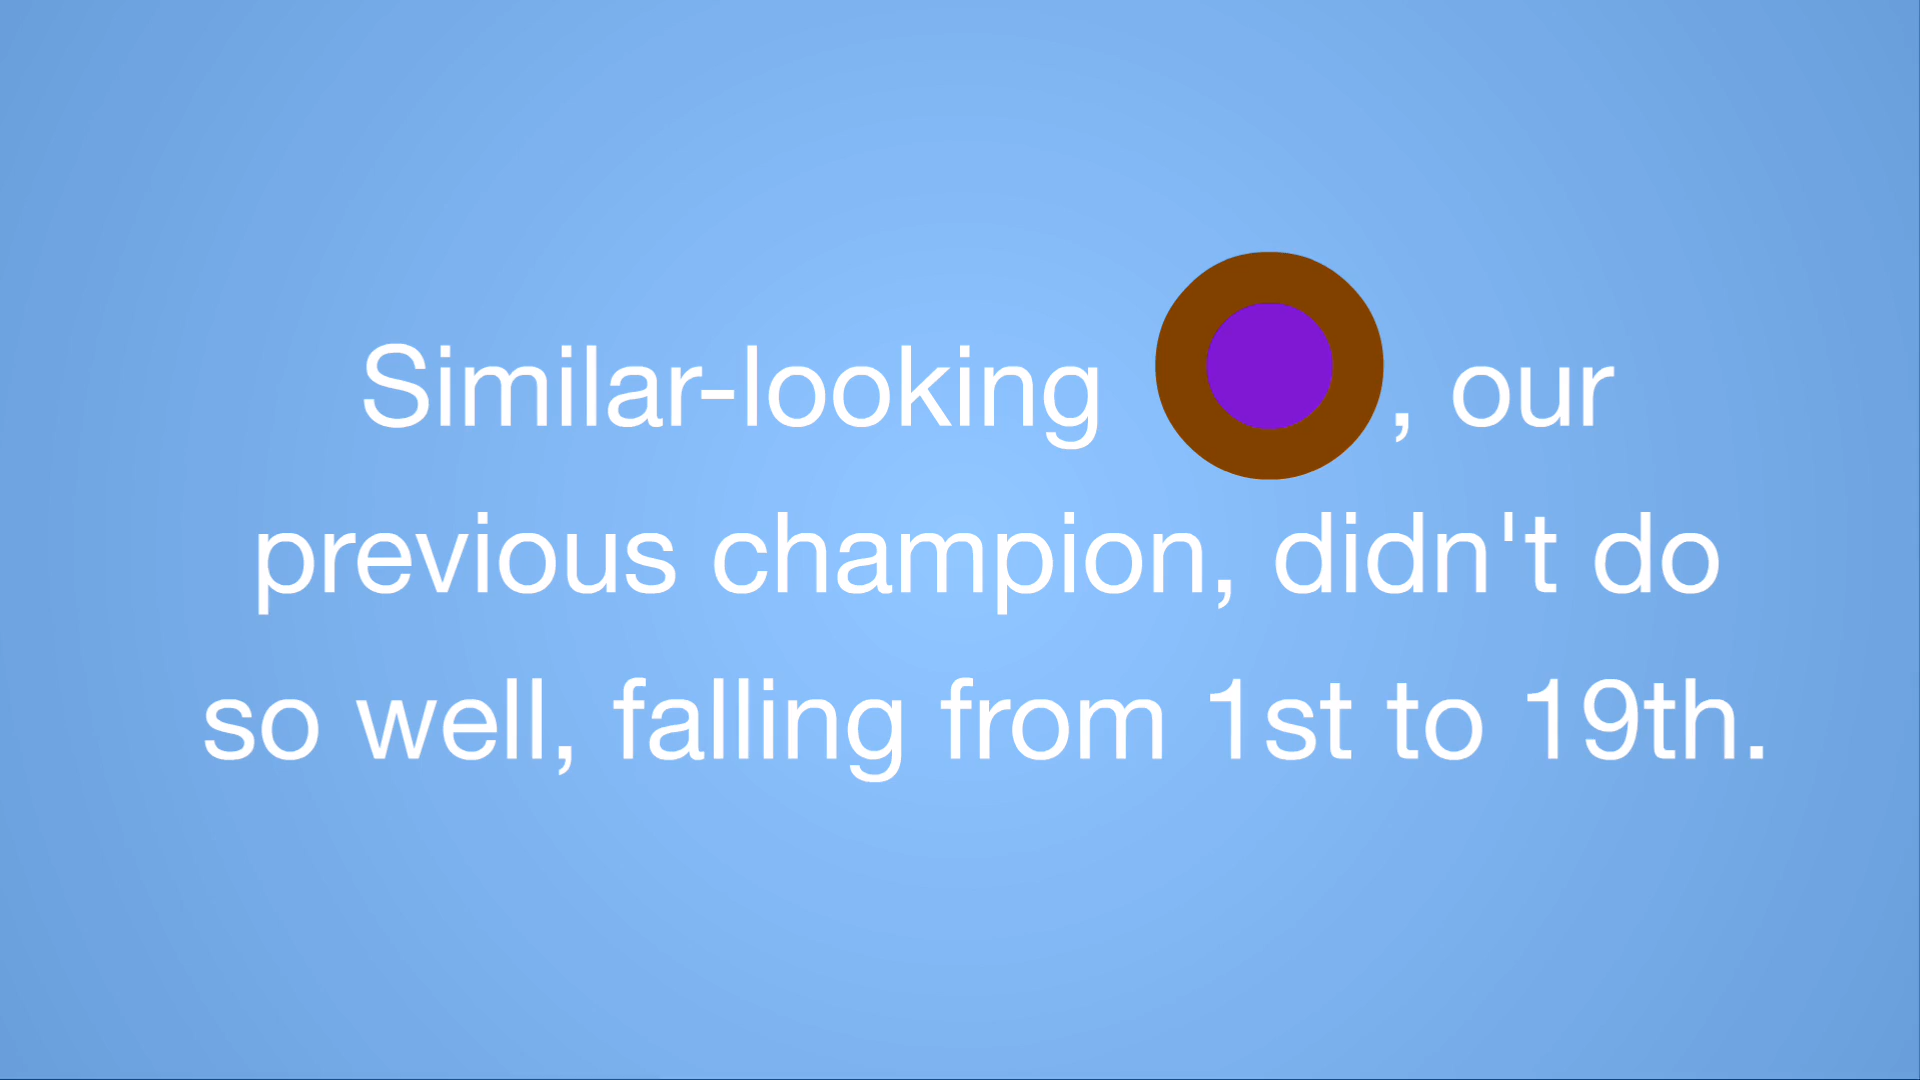 Similar-looking , our
previous champion, didn't do
so well, falling from 1st to 19th.